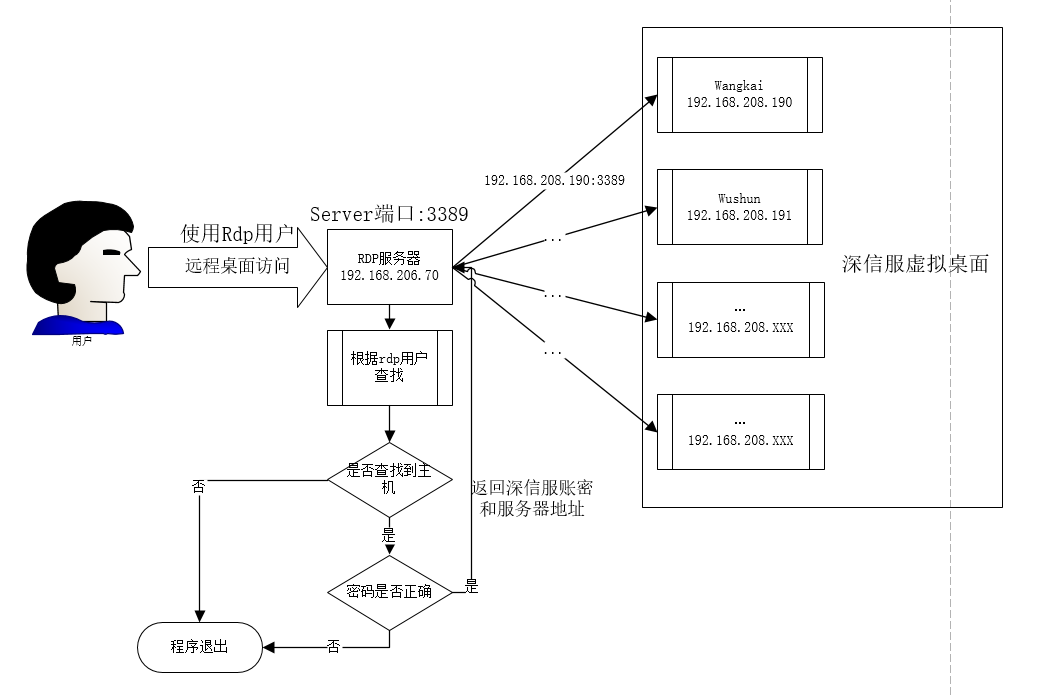 Wangkai
192.168.208.190
192.168.208.190:3389
Wushun
192.168.208.191
Server端口:3389
使用Rdp用户
远程桌面访问
RDP服务器
192.168.206.70
...
深信服虚拟桌面
...
...
192.168.208.XXX
用户
...
根据rdp用户
查找
...
192.168.208.XXX
是否查找到主
机
否
返回深信服账密
和服务器地址
是
密码是否正确
是
程序退出
否